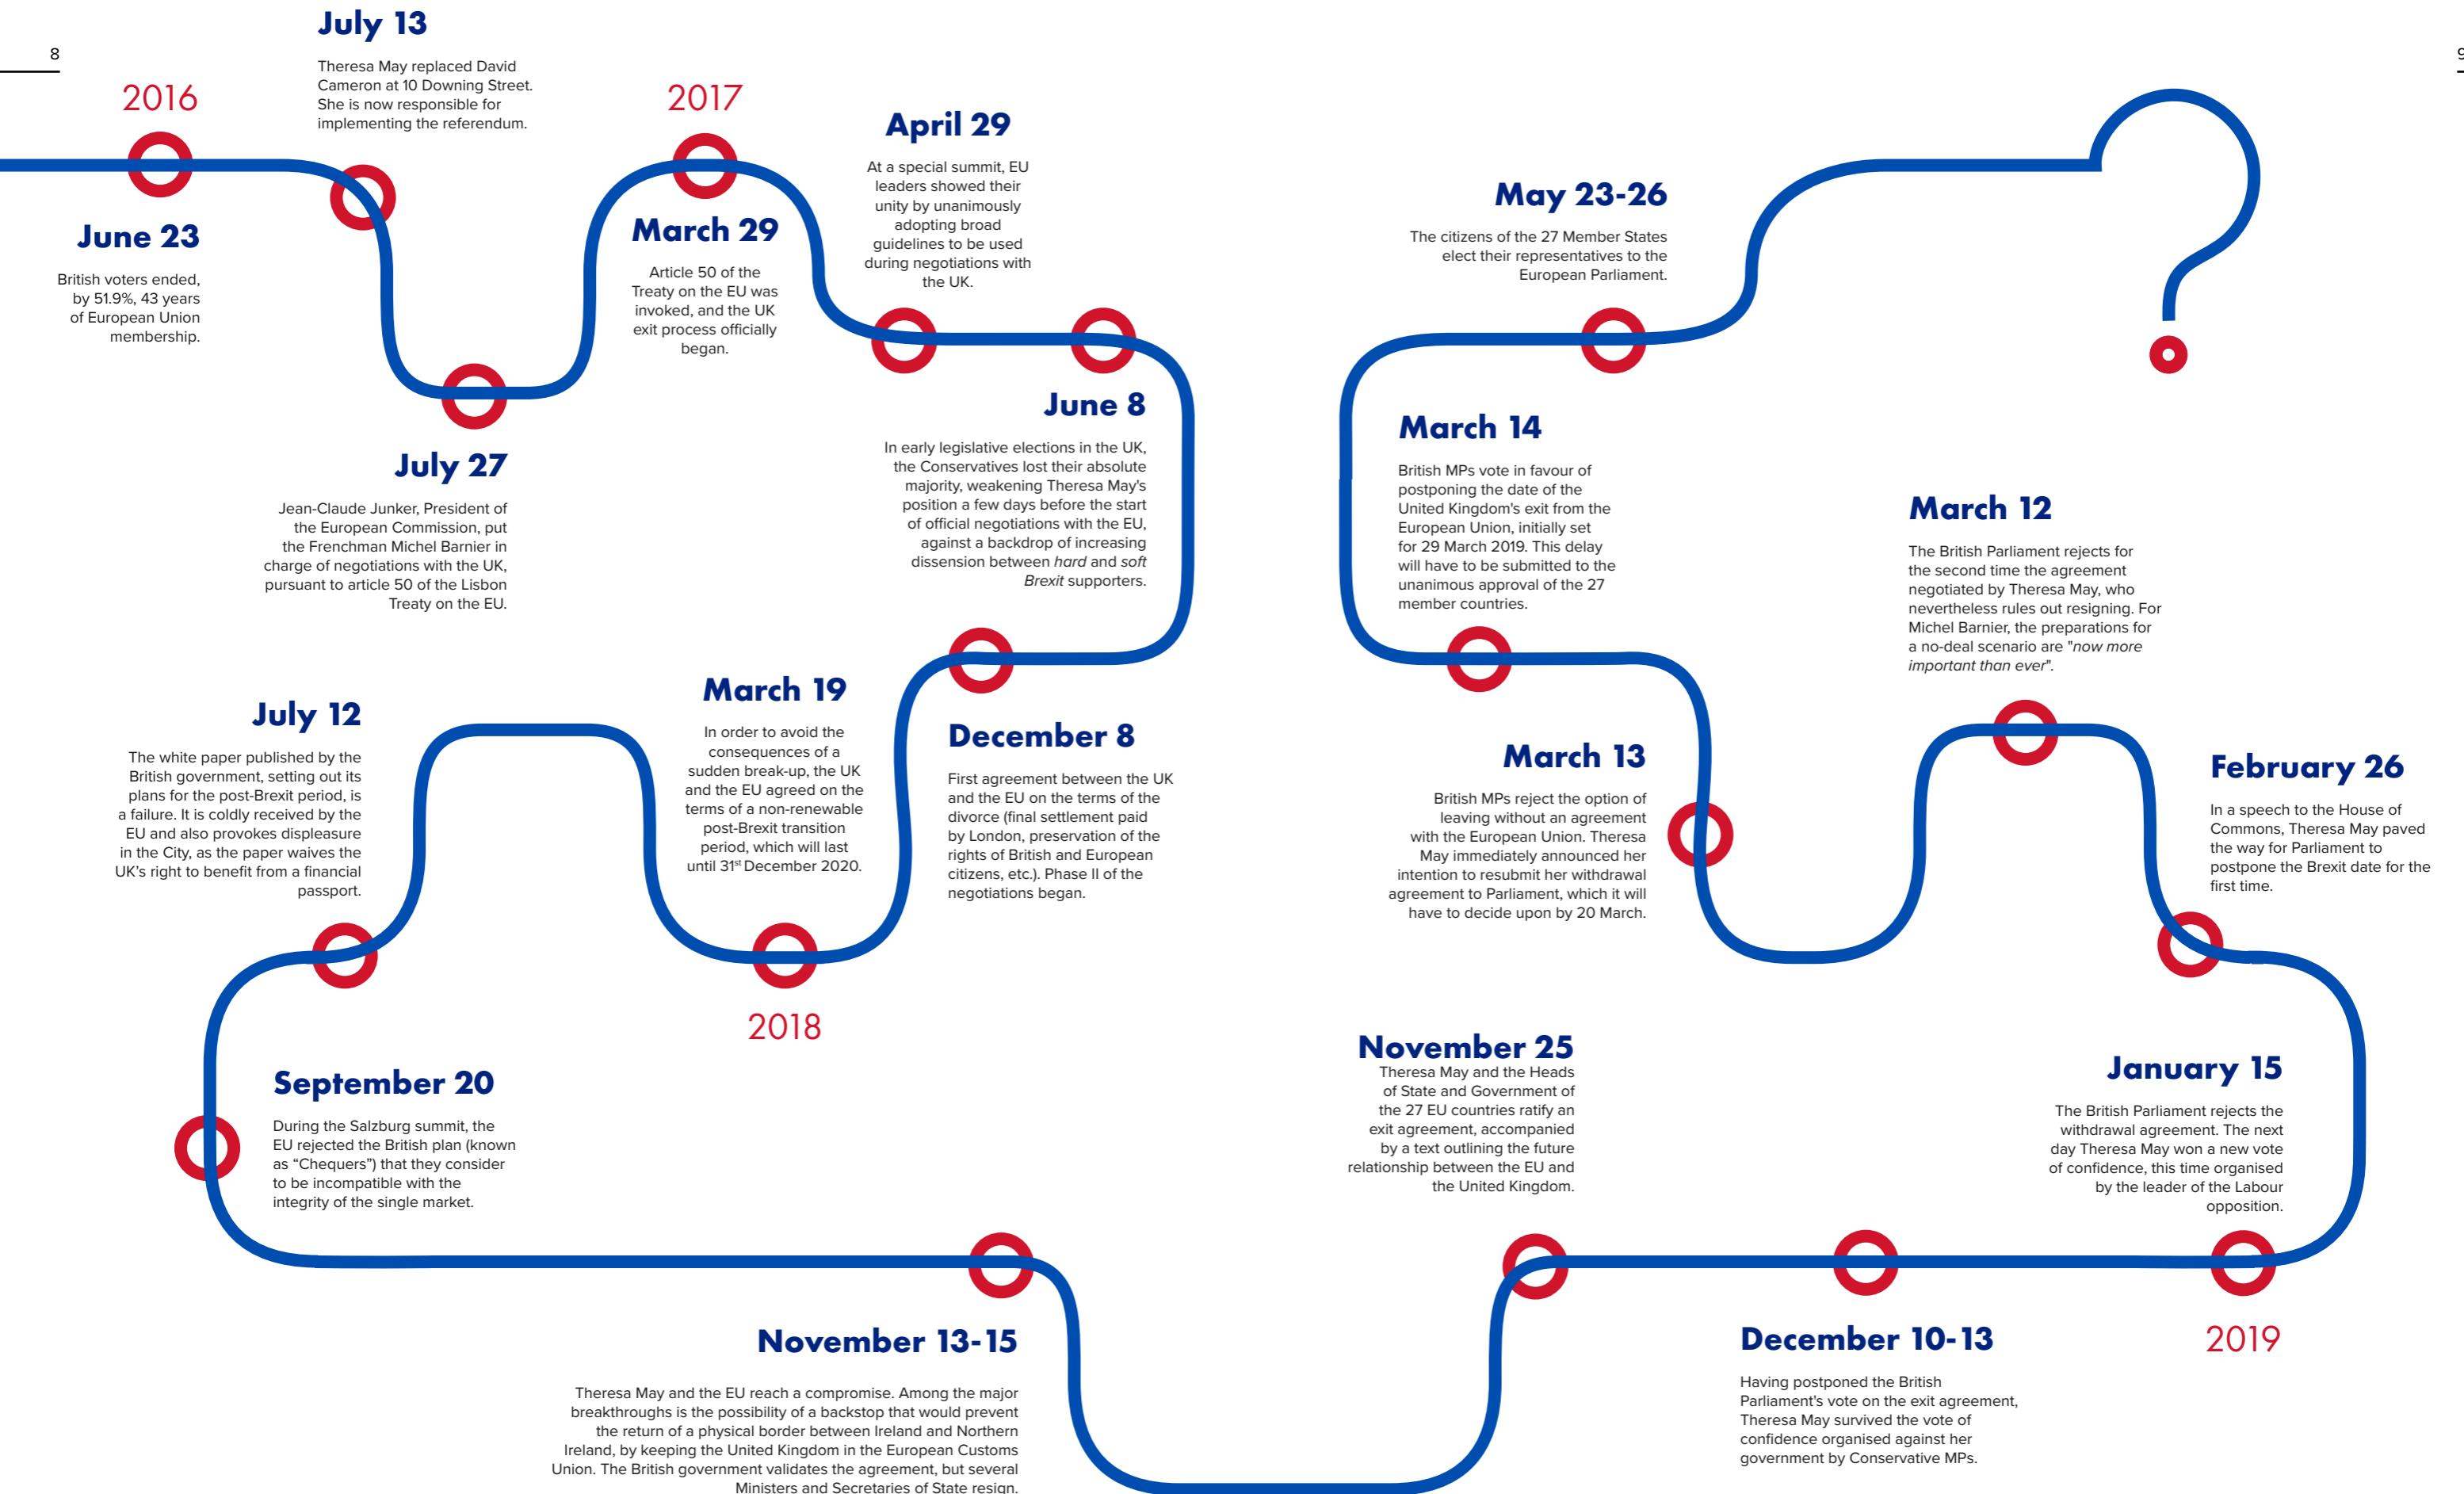 8
2016
June 23
British voters ended,
by 51.9%, 43 years
of European Union
membership.
July 13
Theresa May replaced David
Cameron at 10 Downing Street.
She is now responsible for
implementing the referendum.
July 27
Jean-Claude Junker, President of
the European Commission, put
the Frenchman Michel Barnier in
charge of negotiations with the UK,
pursuant to article 50 of the Lisbon
Treaty on the EU.
2017
March 29
Article 50 of the
Treaty on the EU was
invoked, and the UK
exit process officially
began.
April 29
At a special summit, EU
leaders showed their
unity by unanimously
adopting broad
guidelines to be used
during negotiations with
the UK.
June 8
In early legislative elections in the UK,
the Conservatives lost their absolute
majority, weakening Theresa May's
position a few days before the start
of official negotiations with the EU,
against a backdrop of increasing
dissension between hard and soft
Brexit supporters.
December 8
First agreement between the UK
and the EU on the terms of the
divorce (final settlement paid
by London, preservation of the
rights of British and European
citizens, etc.). Phase II of the
negotiations began.
March 19
In order to avoid the
consequences of a
sudden break-up, the UK
and the EU agreed on the
terms of a non-renewable
post-Brexit transition
period, which will last
until 31st December 2020.
2018
July 12
The white paper published by the
British government, setting out its
plans for the post-Brexit period, is
a failure. It is coldly received by the
EU and also provokes displeasure
in the City, as the paper waives the
UK's right to benefit from a financial
passport.
September 20
During the Salzburg summit, the
EU rejected the British plan (known
as “Chequers”) that they consider
to be incompatible with the
integrity of the single market.
November 13-15
Theresa May and the EU reach a compromise. Among the major
breakthroughs is the possibility of a backstop that would prevent
the return of a physical border between Ireland and Northern
Ireland, by keeping the United Kingdom in the European Customs
Union. The British government validates the agreement, but several
Ministers and Secretaries of State resign.
November 25
Theresa May and the Heads
of State and Government of
the 27 EU countries ratify an
exit agreement, accompanied
by a text outlining the future
relationship between the EU and
the United Kingdom.
December 10-13
Having postponed the British
Parliament's vote on the exit agreement,
Theresa May survived the vote of
confidence organised against her
government by Conservative MPs.
January 15
The British Parliament rejects the
withdrawal agreement. The next
day Theresa May won a new vote
of confidence, this time organised
by the leader of the Labour
opposition.
2019
February 26
In a speech to the House of
Commons, Theresa May paved
the way for Parliament to
postpone the Brexit date for the
first time.
March 12
The British Parliament rejects for
the second time the agreement
negotiated by Theresa May, who
nevertheless rules out resigning. For
Michel Barnier, the preparations for
a no-deal scenario are "now more
important than ever".
March 13
British MPs reject the option of
leaving without an agreement
with the European Union. Theresa
May immediately announced her
intention to resubmit her withdrawal
agreement to Parliament, which it will
have to decide upon by 20 March.
March 14
British MPs vote in favour of
postponing the date of the
United Kingdom's exit from the
European Union, initially set
for 29 March 2019. This delay
will have to be submitted to the
unanimous approval of the 27
member countries.
May 23-26
The citizens of the 27 Member States
elect their representatives to the
European Parliament.
9